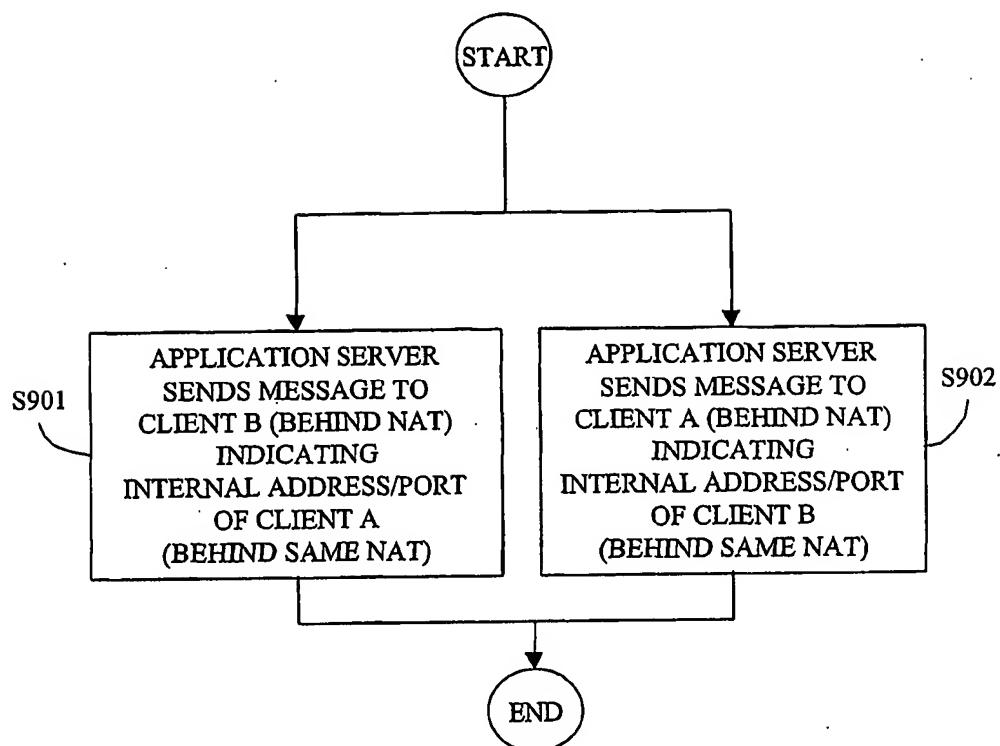 START
S901
APPLICATION SERVER
SENDS MESSAGE TO
CLIENT B (BEHIND NAT)
INDICATING
INTERNAL ADDRESS/PORT
OF CLIENT A
(BEHIND SAME NAT)
APPLICATION SERVER
SENDS MESSAGE TO
CLIENT A (BEHIND NAT)
INDICATING
INTERNAL ADDRESS/PORT
OF CLIENT B
(BEHIND SAME NAT)
S902
END